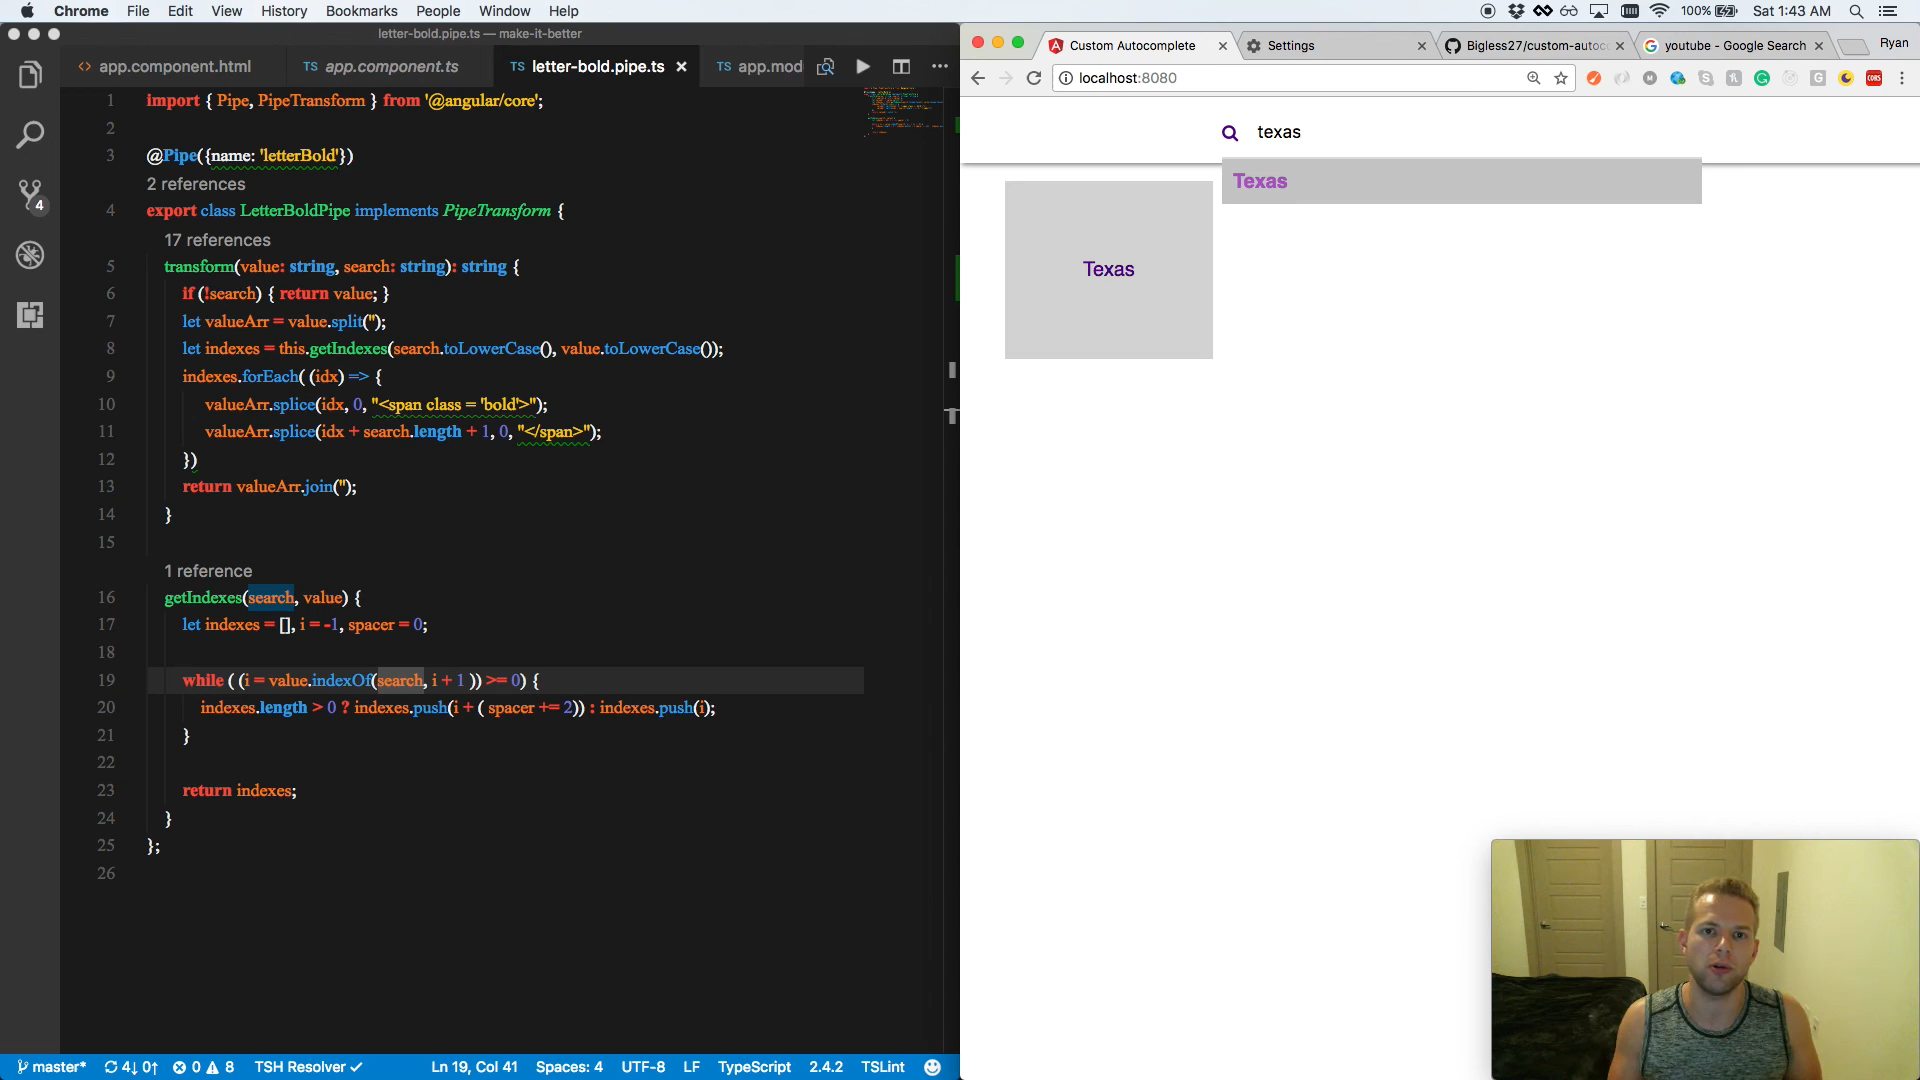 Chrome File Edit View History Bookmarks People Window Help
100% Sat 1:43 AM
letter-bold.pipe.ts — make-it-better
<> app.component.html TS app.component.ts TS letter-bold.pipe.ts × TS app.mod
1 import { Pipe, PipeTransform } from '@angular/core';
2
3 @Pipe({name: 'letterBold'})
2 references
4 export class LetterBoldPipe implements PipeTransform {
17 references
5 transform(value: string, search: string): string {
6 if (!search) { return value; }
7 let valueArr = value.split('');
8 let indexes = this.getIndexes(search.toLowerCase(), value.toLowerCase());
9 indexes.forEach( (idx) => {
10 valueArr.splice(idx, 0, "<span class = 'bold'>");
11 valueArr.splice(idx + search.length + 1, 0, "</span>");
12 })
13 return valueArr.join('');
14 }
15
1 reference
16 getIndexes(search, value) {
17 let indexes = [], i = -1, spacer = 0;
18
19 while ( (i = value.indexOf(search, i + 1 )) >= 0) {
20 indexes.length > 0 ? indexes.push(i + ( spacer += 2)) : indexes.push(i);
21 }
22
23 return indexes;
24 }
25 };
26
4
master* 4↓ 0↑ 0 8 TSH Resolver ✓ Ln 19, Col 41 Spaces: 4 UTF-8 LF TypeScript 2.4.2 TSLint
Custom Autocomplete × Settings × Bigless27/custom-autoc × youtube - Google Search × Ryan
localhost:8080
CORS
texas
Texas
Texas